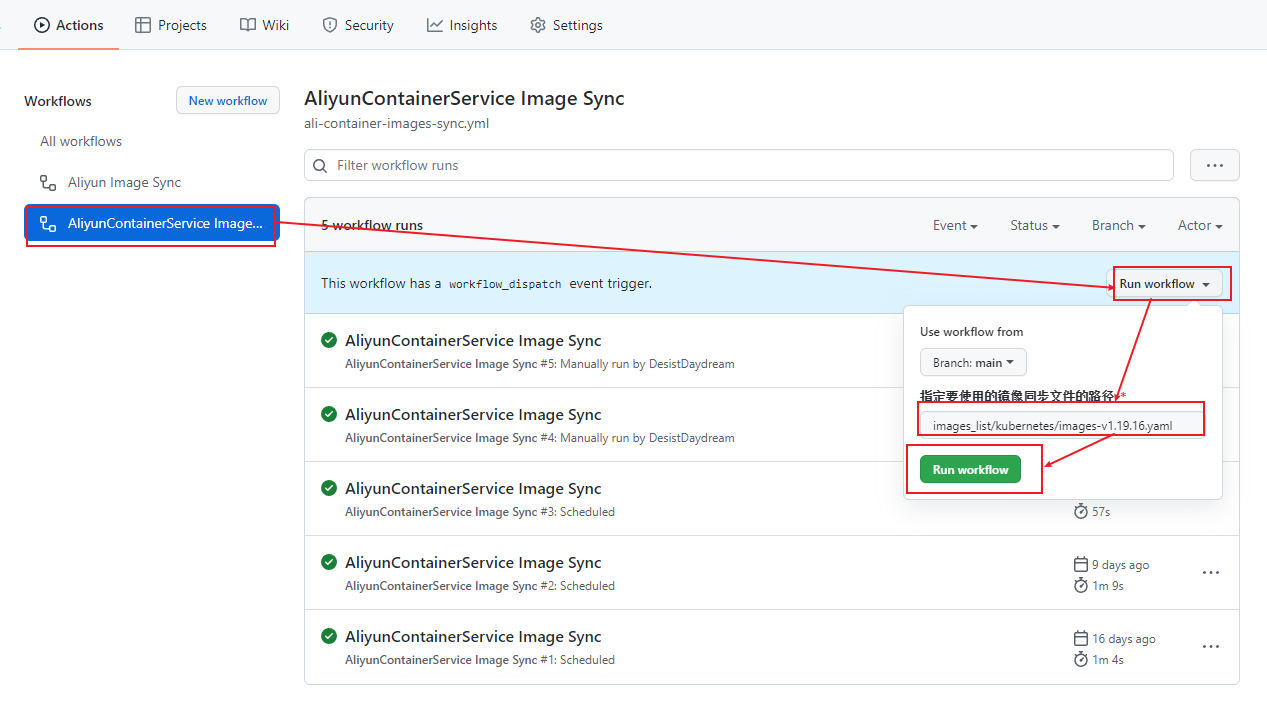 Actions Projects Wiki Security Insights Settings
Workflows
New workflow
All workflows
Aliyun Image Sync
AliyunContainerService Image...
AliyunContainerService Image Sync
ali-container-images-sync.yml
Filter workflow runs
5 workflow runs
Event Status Branch Actor
This workflow has a workflow_dispatch event trigger.
Run workflow
Use workflow from
Branch: main
指定要使用的镜像同步文件的路径 *
images_list/kubernetes/images-v1.19.16.yaml
Run workflow
AliyunContainerService Image Sync
AliyunContainerService Image Sync #5: Manually run by DesistDaydream
AliyunContainerService Image Sync
AliyunContainerService Image Sync #4: Manually run by DesistDaydream
AliyunContainerService Image Sync
AliyunContainerService Image Sync #3: Scheduled
57s
AliyunContainerService Image Sync
9 days ago
AliyunContainerService Image Sync #2: Scheduled
1m 9s
AliyunContainerService Image Sync
16 days ago
AliyunContainerService Image Sync #1: Scheduled
1m 4s